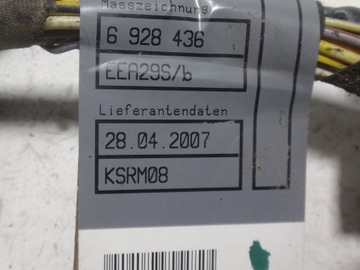 Masszeichnung
6 928 436
EEA29S/b
Lieferantendaten
28.04.2007
KSRM08